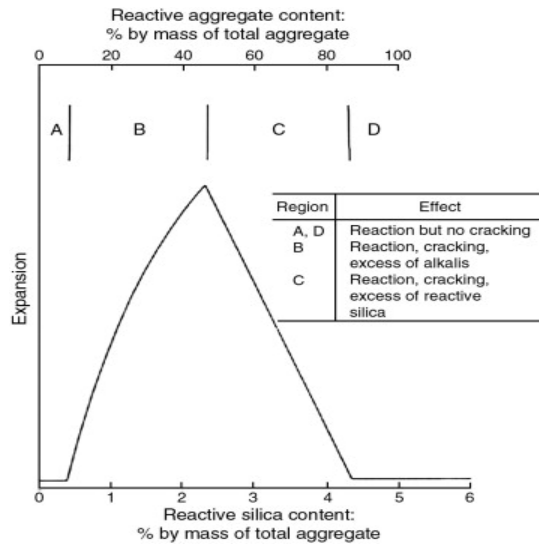 Reactive aggregate content:
% by mass of total aggregate
0 20 40 60 80 100
A B C D
Region Effect
A, D Reaction but no cracking
B Reaction, cracking,
excess of alkalis
C Reaction, cracking,
excess of reactive
silica
Expansion
0 1 2 3 4 5 6
Reactive silica content:
% by mass of total aggregate